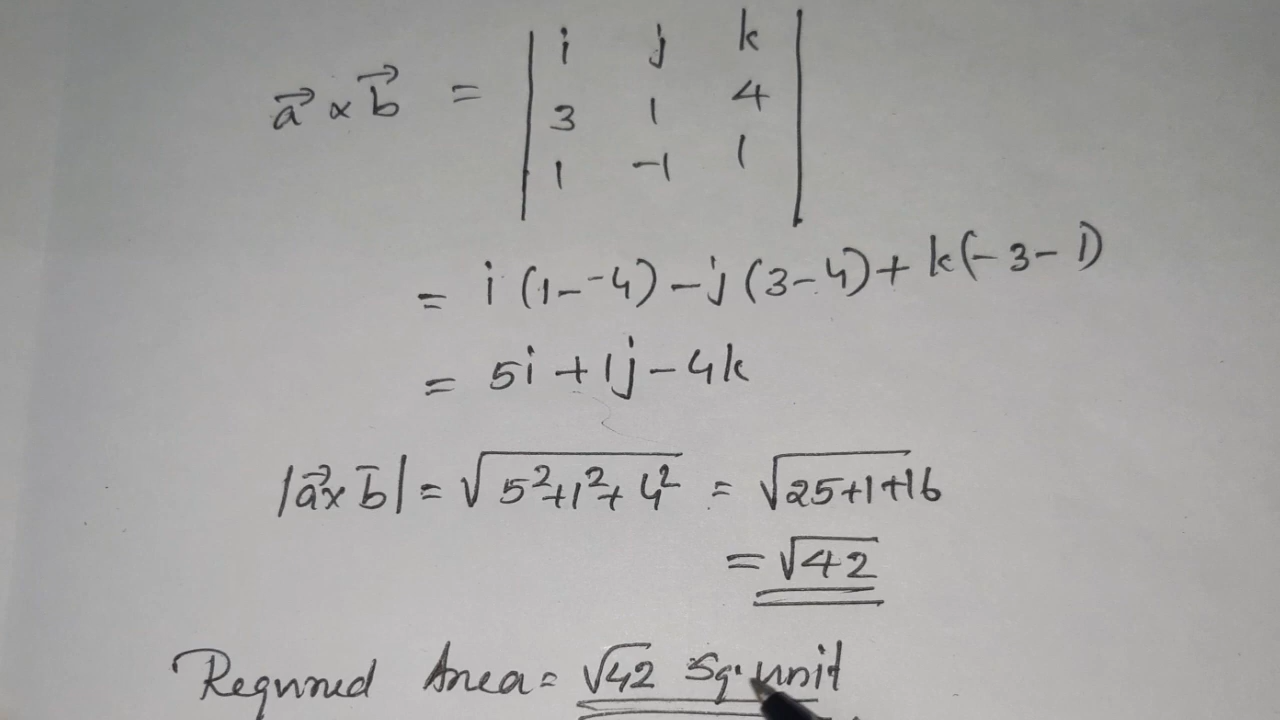 i j k
a⃗ × b⃗ = | 3 1 4 |
1 -1 1
= i (1--4) - j (3-4) + k(-3-1)
= 5i + 1j - 4k
|a⃗ x b̅| = √5²+1²+4² = √25+1+16
= √42
Required Area = √42 Sq. unit